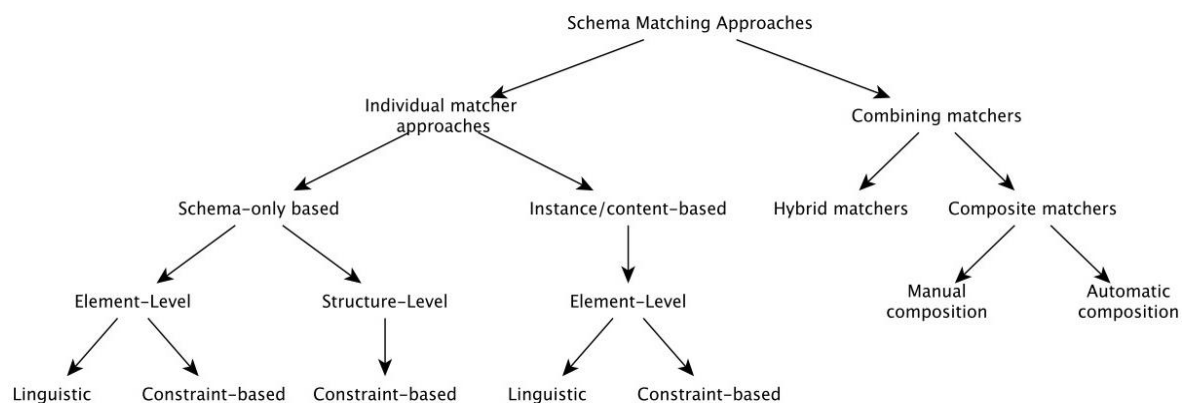 Schema Matching Approaches
Individual matcher
approaches
Combining matchers
Schema-only based
Instance/content-based
Hybrid matchers
Composite matchers
Element-Level
Structure-Level
Element-Level
Manual
composition
Automatic
composition
Linguistic
Constraint-based
Constraint-based
Linguistic
Constraint-based